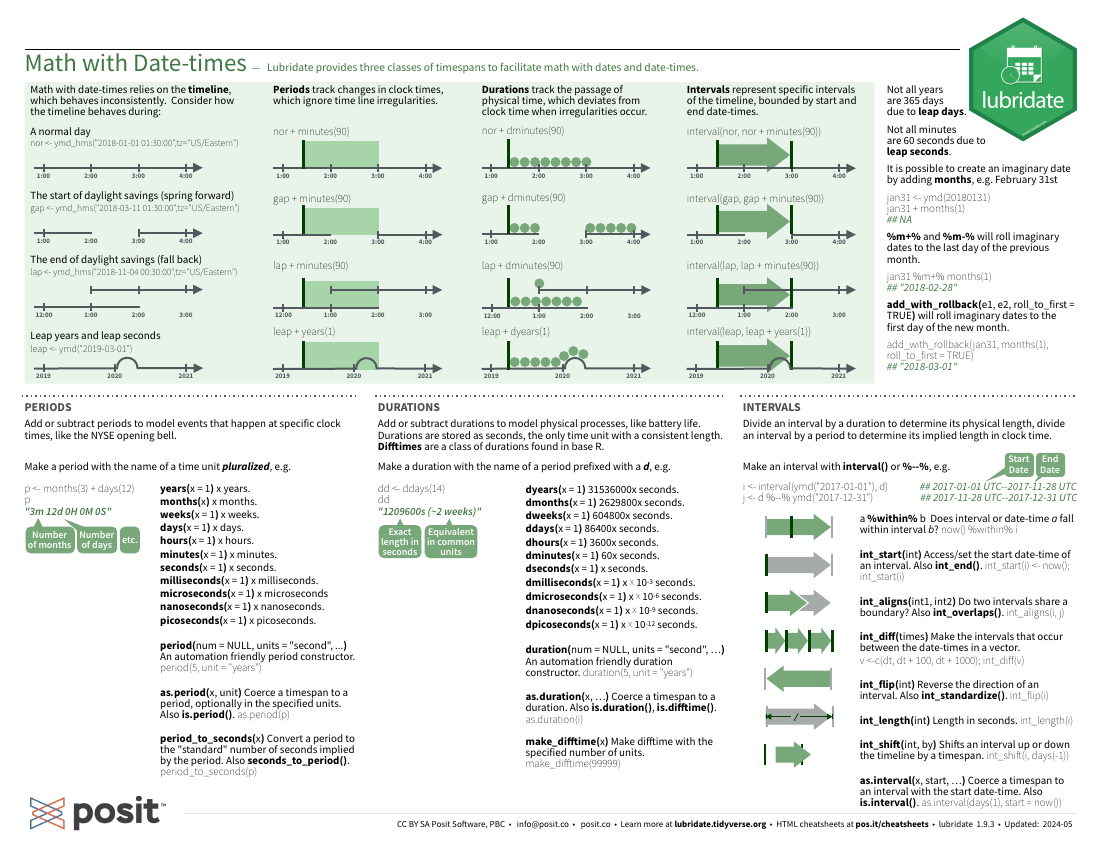 Math with Date-times — Lubridate provides three classes of timespans to facilitate math with dates and date-times.
lubridate
Math with date-times relies on the timeline,
which behaves inconsistently. Consider how
the timeline behaves during:
A normal day
nor <- ymd_hms("2018-01-01 01:30:00",tz="US/Eastern")
1:00 2:00 3:00 4:00
The start of daylight savings (spring forward)
gap <- ymd_hms("2018-03-11 01:30:00",tz="US/Eastern")
1:00 2:00 3:00 4:00
The end of daylight savings (fall back)
lap <- ymd_hms("2018-11-04 00:30:00",tz="US/Eastern")
12:00 1:00 2:00 3:00
Leap years and leap seconds
leap <- ymd("2019-03-01")
2019 2020 2021
Periods track changes in clock times,
which ignore time line irregularities.
nor + minutes(90)
1:00 2:00 3:00 4:00
gap + minutes(90)
1:00 2:00 3:00 4:00
lap + minutes(90)
12:00 1:00 2:00 3:00
leap + years(1)
2019 2020 2021
Durations track the passage of
physical time, which deviates from
clock time when irregularities occur.
nor + dminutes(90)
1:00 2:00 3:00 4:00
gap + dminutes(90)
1:00 2:00 3:00 4:00
lap + dminutes(90)
12:00 1:00 2:00 3:00
leap + dyears(1)
2019 2020 2021
Intervals represent specific intervals
of the timeline, bounded by start and
end date-times.
interval(nor, nor + minutes(90))
1:00 2:00 3:00 4:00
interval(gap, gap + minutes(90))
1:00 2:00 3:00 4:00
interval(lap, lap + minutes(90))
12:00 1:00 2:00 3:00
interval(leap, leap + years(1))
2019 2020 2021
Not all years
are 365 days
due to leap days.
Not all minutes
are 60 seconds due to
leap seconds.
It is possible to create an imaginary date
by adding months, e.g. February 31st
jan31 <- ymd(20180131)
jan31 + months(1)
## NA
%m+% and %m-% will roll imaginary
dates to the last day of the previous
month.
jan31 %m+% months(1)
## "2018-02-28"
add_with_rollback(e1, e2, roll_to_first =
TRUE) will roll imaginary dates to the
first day of the new month.
add_with_rollback(jan31, months(1),
roll_to_first = TRUE)
## "2018-03-01"
PERIODS
Add or subtract periods to model events that happen at specific clock
times, like the NYSE opening bell.
Make a period with the name of a time unit pluralized, e.g.
p <- months(3) + days(12)
p
"3m 12d 0H 0M 0S"
Number
of months
Number
of days
etc.
years(x = 1) x years.
months(x) x months.
weeks(x = 1) x weeks.
days(x = 1) x days.
hours(x = 1) x hours.
minutes(x = 1) x minutes.
seconds(x = 1) x seconds.
milliseconds(x = 1) x milliseconds.
microseconds(x = 1) x microseconds
nanoseconds(x = 1) x nanoseconds.
picoseconds(x = 1) x picoseconds.
period(num = NULL, units = "second", ...)
An automation friendly period constructor.
period(5, unit = "years")
as.period(x, unit) Coerce a timespan to a
period, optionally in the specified units.
Also is.period(). as.period(p)
period_to_seconds(x) Convert a period to
the "standard" number of seconds implied
by the period. Also seconds_to_period().
period_to_seconds(p)
DURATIONS
Add or subtract durations to model physical processes, like battery life.
Durations are stored as seconds, the only time unit with a consistent length.
Difftimes are a class of durations found in base R.
Make a duration with the name of a period prefixed with a d, e.g.
dd <- ddays(14)
dd
"1209600s (~2 weeks)"
Exact
length in
seconds
Equivalent
in common
units
dyears(x = 1) 31536000x seconds.
dmonths(x = 1) 2629800x seconds.
dweeks(x = 1) 604800x seconds.
ddays(x = 1) 86400x seconds.
dhours(x = 1) 3600x seconds.
dminutes(x = 1) 60x seconds.
dseconds(x = 1) x seconds.
dmilliseconds(x = 1) x x 10-3 seconds.
dmicroseconds(x = 1) x x 10-6 seconds.
dnanoseconds(x = 1) x x 10-9 seconds.
dpicoseconds(x = 1) x x 10-12 seconds.
duration(num = NULL, units = "second", …)
An automation friendly duration
constructor. duration(5, unit = "years")
as.duration(x, …) Coerce a timespan to a
duration. Also is.duration(), is.difftime().
as.duration(i)
make_difftime(x) Make difftime with the
specified number of units.
make_difftime(99999)
INTERVALS
Divide an interval by a duration to determine its physical length, divide
an interval by a period to determine its implied length in clock time.
Start
Date
End
Date
Make an interval with interval() or %--%, e.g.
i <- interval(ymd("2017-01-01"), d) ## 2017-01-01 UTC--2017-11-28 UTC
j <- d %--% ymd("2017-12-31") ## 2017-11-28 UTC--2017-12-31 UTC
a %within% b Does interval or date-time a fall
within interval b? now() %within% i
int_start(int) Access/set the start date-time of
an interval. Also int_end(). int_start(i) <- now();
int_start(i)
int_aligns(int1, int2) Do two intervals share a
boundary? Also int_overlaps(). int_aligns(i, j)
int_diff(times) Make the intervals that occur
between the date-times in a vector.
v <-c(dt, dt + 100, dt + 1000); int_diff(v)
int_flip(int) Reverse the direction of an
interval. Also int_standardize(). int_flip(i)
int_length(int) Length in seconds. int_length(i)
int_shift(int, by) Shifts an interval up or down
the timeline by a timespan. int_shift(i, days(-1))
as.interval(x, start, …) Coerce a timespan to
an interval with the start date-time. Also
is.interval(). as.interval(days(1), start = now())
posit™
CC BY SA Posit Software, PBC • info@posit.co • posit.co • Learn more at lubridate.tidyverse.org • HTML cheatsheets at pos.it/cheatsheets • lubridate 1.9.3 • Updated: 2024-05